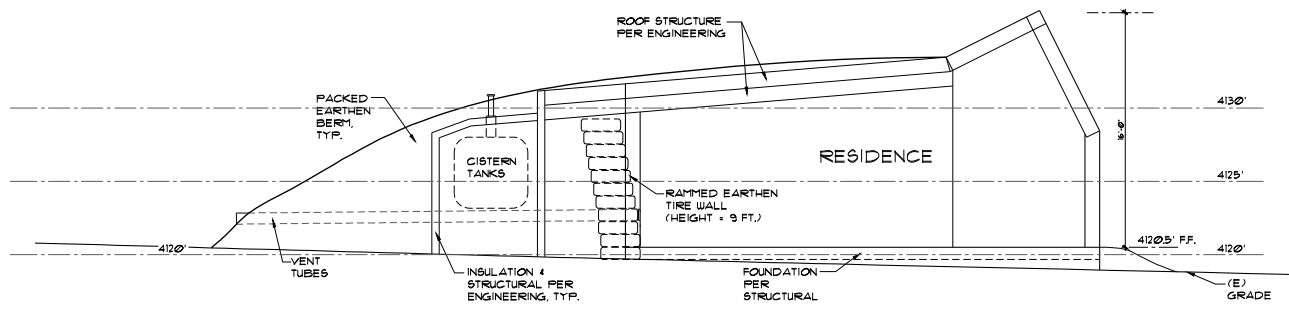 ROOF STRUCTURE
PER ENGINEERING
PACKED
EARTHEN
BERM,
TYP.
4130'
16'-0"
CISTERN
TANKS
RESIDENCE
4125'
RAMMED EARTHEN
TIRE WALL
(HEIGHT = 9 FT.)
4120'
4120.5' F.F.
4120'
VENT
TUBES
INSULATION &
STRUCTURAL PER
ENGINEERING, TYP.
FOUNDATION
PER
STRUCTURAL
(E)
GRADE